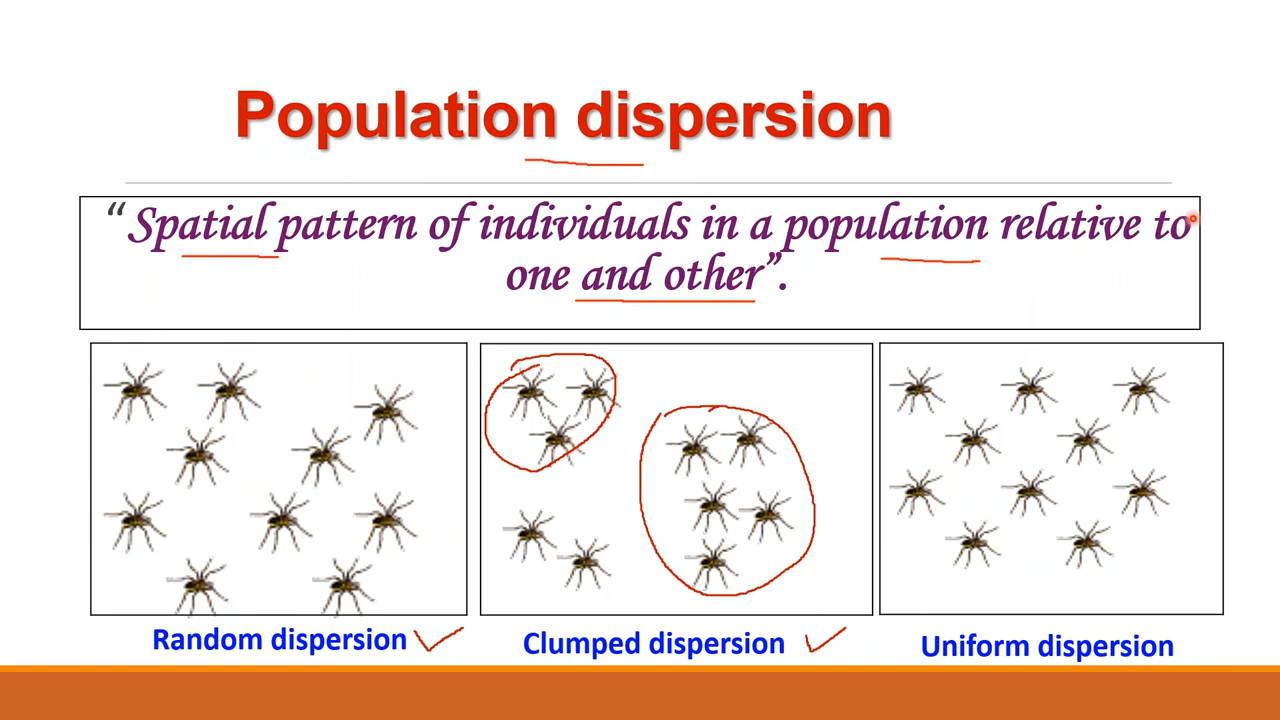 Population dispersion
“Spatial pattern of individuals in a population relative to
one and other”.
Random dispersion
Clumped dispersion
Uniform dispersion